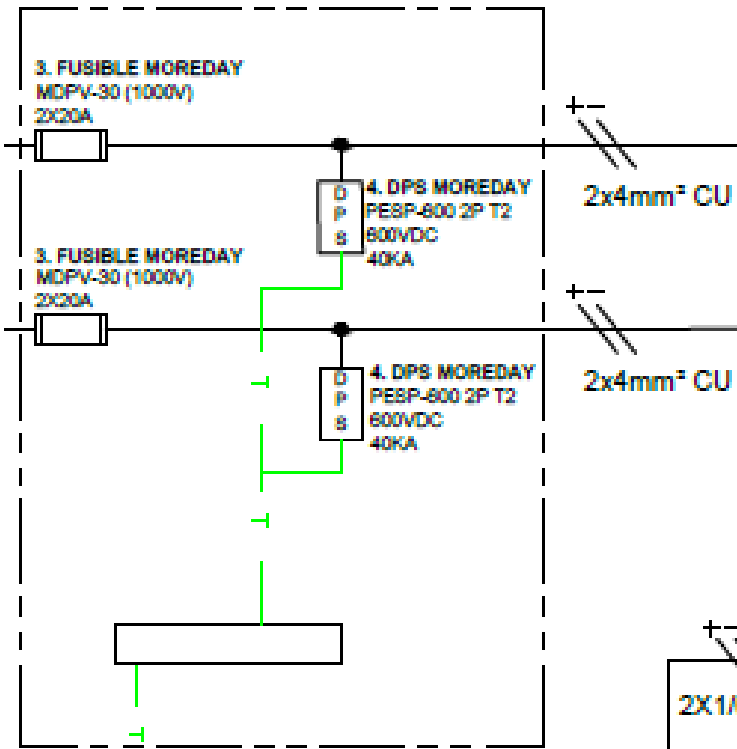 3. FUSIBLE MOREDAY
MDPV-30 (1000V)
2X20A
+-
2x4mm² CU
D
P
S
4. DPS MOREDAY
PESP-600 2P T2
600VDC
40KA
3. FUSIBLE MOREDAY
MDPV-30 (1000V)
2X20A
+-
2x4mm² CU
D
P
S
4. DPS MOREDAY
PESP-600 2P T2
600VDC
40KA
T
T
+-
2X1/
T